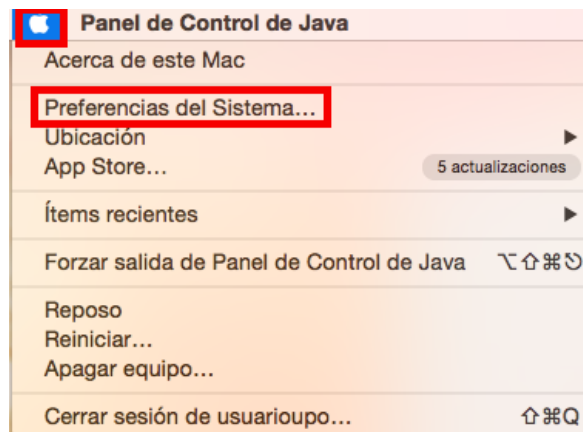 Panel de Control de Java
Acerca de este Mac
Preferencias del Sistema...
Ubicación
App Store... 5 actualizaciones
Ítems recientes
Forzar salida de Panel de Control de Java ⌥⇧⌘⎋
Reposo
Reiniciar...
Apagar equipo...
Cerrar sesión de usarioupo... ⇧⌘Q